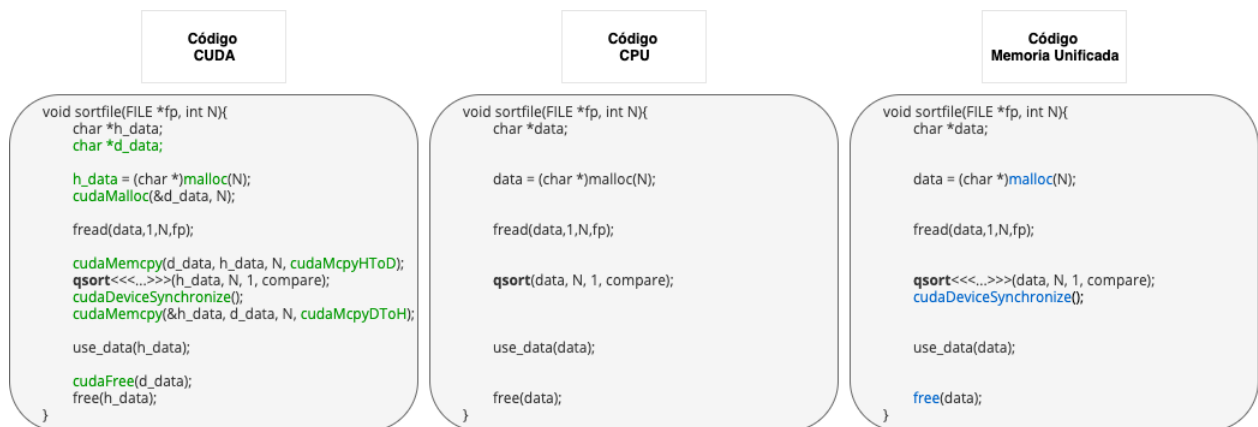 Código
CUDA
void sortfile(FILE *fp, int N){
char *h_data;
char *d_data;
h_data = (char *)malloc(N);
cudaMalloc(&d_data, N);
fread(data,1,N,fp);
cudaMemcpy(d_data, h_data, N, cudaMcpyHToD);
qsort<<<...>>>(h_data, N, 1, compare);
cudaDeviceSynchronize();
cudaMemcpy(&h_data, d_data, N, cudaMcpyDToH);
use_data(h_data);
cudaFree(d_data);
free(h_data);
}
Código
CPU
void sortfile(FILE *fp, int N){
char *data;
data = (char *)malloc(N);
fread(data,1,N,fp);
qsort(data, N, 1, compare);
use_data(data);
free(data);
}
Código
Memoria Unificada
void sortfile(FILE *fp, int N){
char *data;
data = (char *)malloc(N);
fread(data,1,N,fp);
qsort<<<...>>>(data, N, 1, compare);
cudaDeviceSynchronize();
use_data(data);
free(data);
}